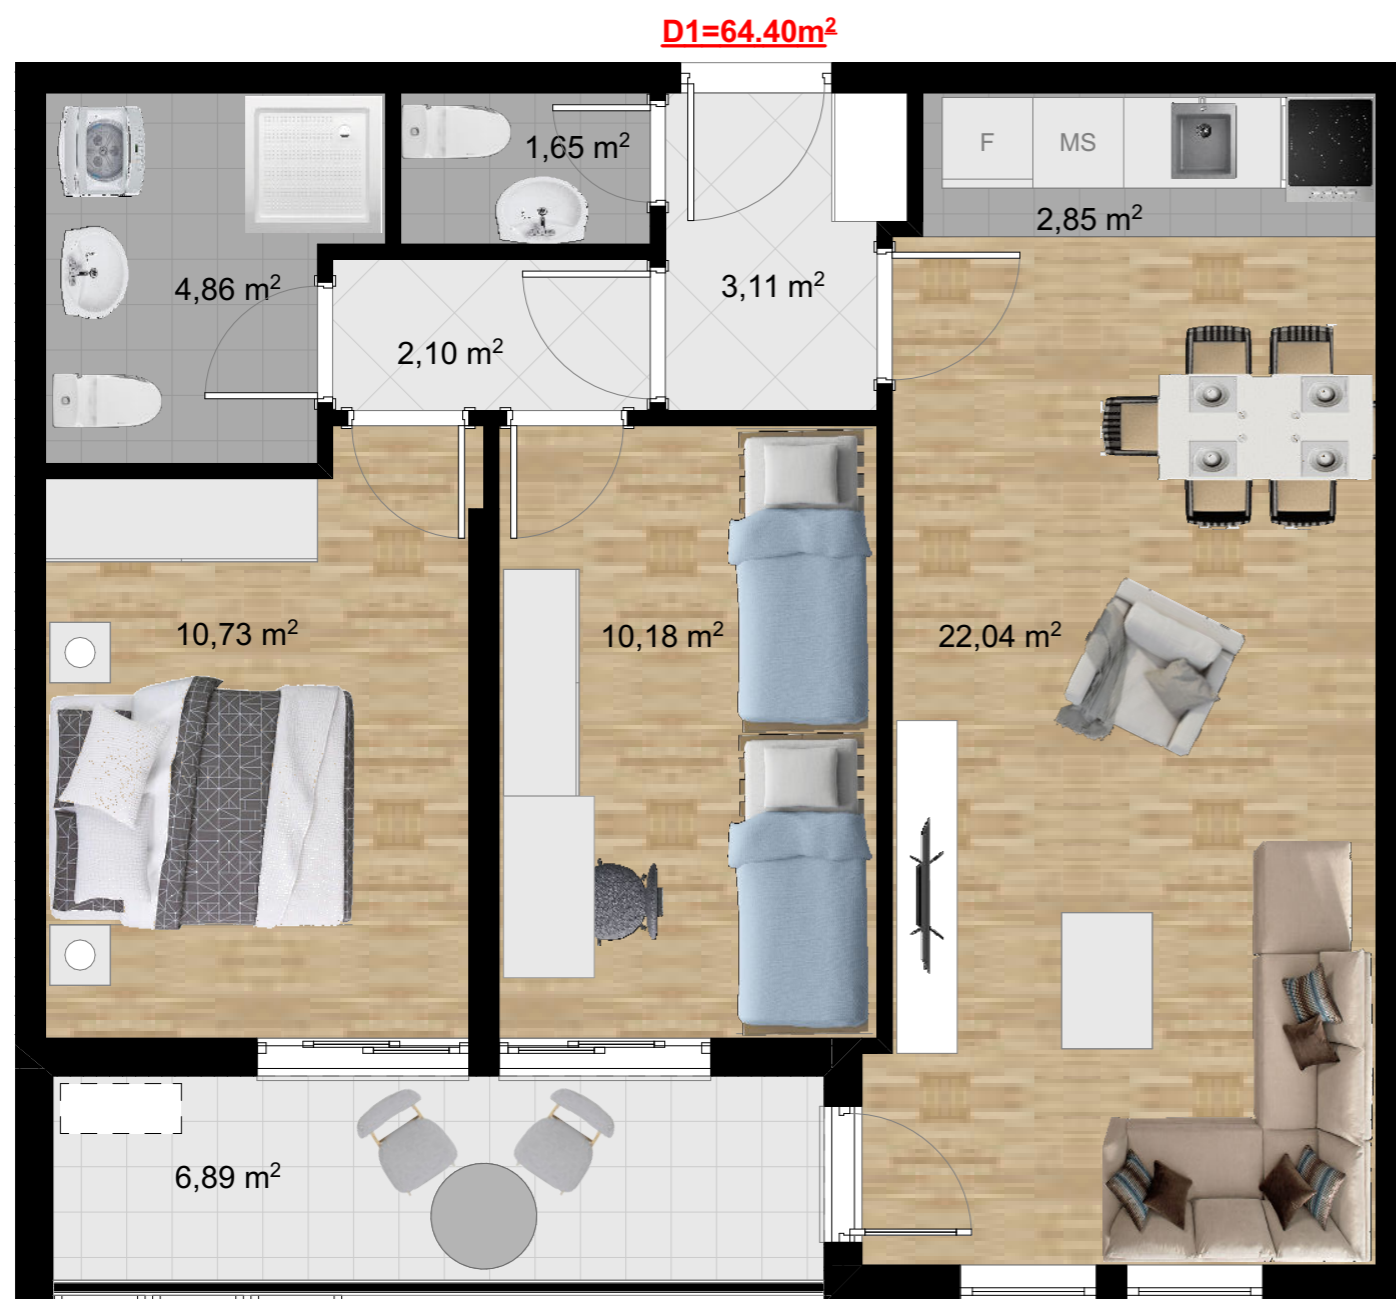 D1=64.40m²
1,65 m²
F
MS
2,85 m²
4,86 m²
3,11 m²
2,10 m²
10,73 m²
10,18 m²
22,04 m²
6,89 m²